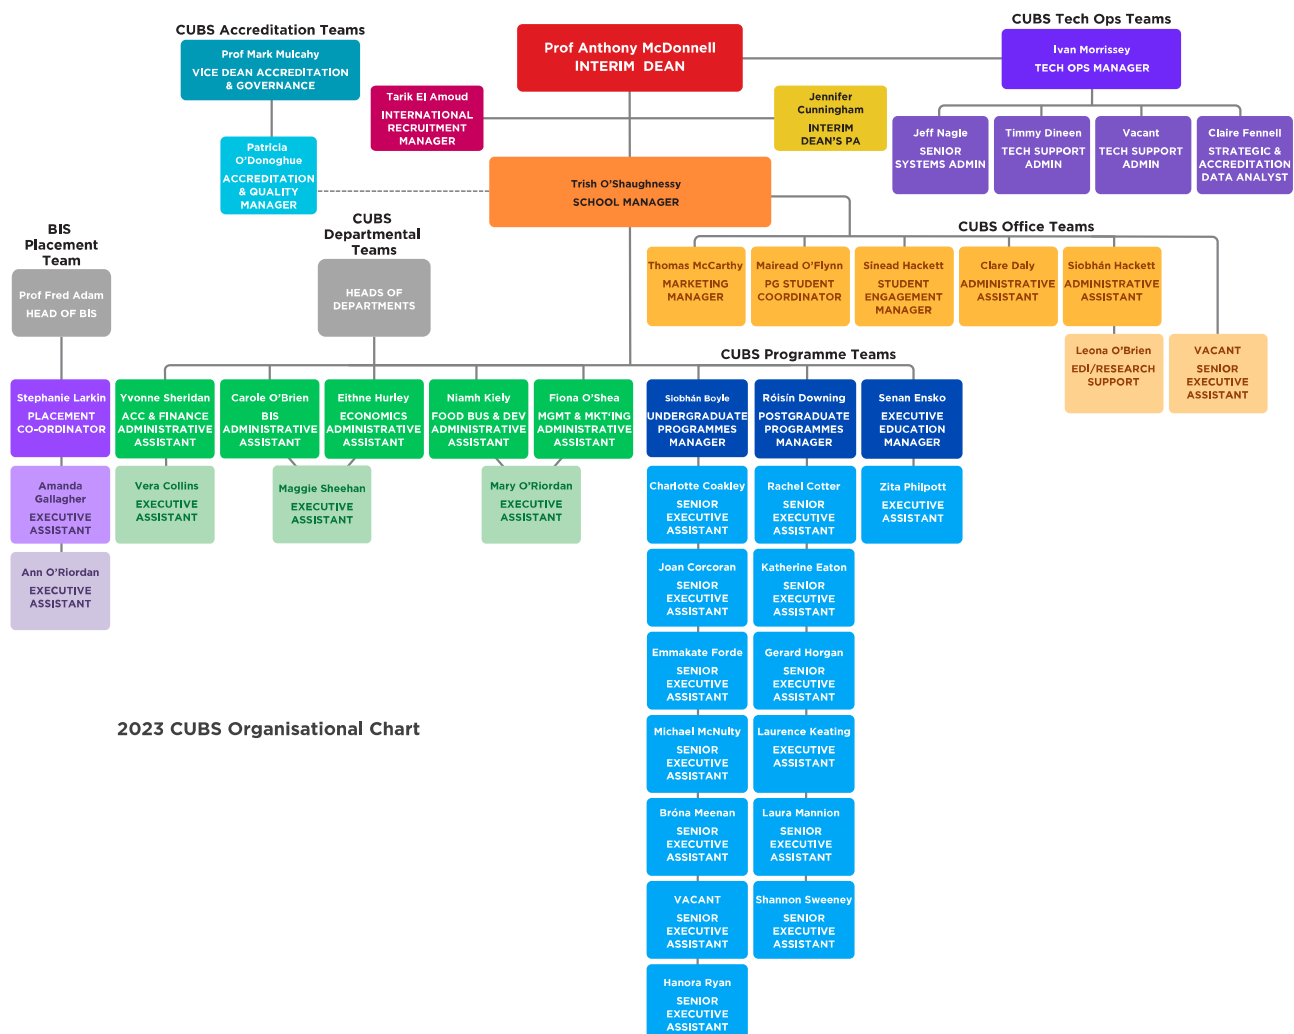 CUBS Accreditation Teams
Prof Mark Mulcahy
VICE DEAN ACCREDITATION
& GOVERNANCE
Patricia
O'Donoghue
ACCREDITATION
& QUALITY
MANAGER
Prof Anthony McDonnell
INTERIM DEAN
Tarik El Amoud
INTERNATIONAL
RECRUITMENT
MANAGER
Jennifer
Cunningham
INTERIM
DEAN'S PA
CUBS Tech Ops Teams
Ivan Morrissey
TECH OPS MANAGER
Jeff Nagle
SENIOR
SYSTEMS ADMIN
Timmy Dineen
TECH SUPPORT
ADMIN
Vacant
TECH SUPPORT
ADMIN
Claire Fennell
STRATEGIC &
ACCREDITATION
DATA ANALYST
Trish O'Shaughnessy
SCHOOL MANAGER
BIS
Placement
Team
Prof Fred Adam
HEAD OF BIS
CUBS
Departmental
Teams
HEADS OF
DEPARTMENTS
CUBS Office Teams
Thomas McCarthy
MARKETING
MANAGER
Mairead O'Flynn
PG STUDENT
COORDINATOR
Sinead Hackett
STUDENT
ENGAGEMENT
MANAGER
Clare Daly
ADMINISTRATIVE
ASSISTANT
Siobhán Hackett
ADMINISTRATIVE
ASSISTANT
Leona O'Brien
EDI/RESEARCH
SUPPORT
VACANT
SENIOR
EXECUTIVE
ASSISTANT
CUBS Programme Teams
Stephanie Larkin
PLACEMENT
CO-ORDINATOR
Yvonne Sheridan
ACC & FINANCE
ADMINISTRATIVE
ASSISTANT
Carole O'Brien
BIS
ADMINISTRATIVE
ASSISTANT
Eithne Hurley
ECONOMICS
ADMINISTRATIVE
ASSISTANT
Niamh Kiely
FOOD BUS & DEV
ADMINISTRATIVE
ASSISTANT
Fiona O'Shea
MGMT & MKT'ING
ADMINISTRATIVE
ASSISTANT
Siobhán Boyle
UNDERGRADUATE
PROGRAMMES
MANAGER
Róisín Downing
POSTGRADUATE
PROGRAMMES
MANAGER
Senan Ensko
EXECUTIVE
EDUCATION
MANAGER
Amanda
Gallagher
EXECUTIVE
ASSISTANT
Vera Collins
EXECUTIVE
ASSISTANT
Maggie Sheehan
EXECUTIVE
ASSISTANT
Mary O'Riordan
EXECUTIVE
ASSISTANT
Charlotte Coakley
SENIOR
EXECUTIVE
ASSISTANT
Rachel Cotter
SENIOR
EXECUTIVE
ASSISTANT
Zita Philpott
EXECUTIVE
ASSISTANT
Ann O'Riordan
EXECUTIVE
ASSISTANT
Joan Corcoran
SENIOR
EXECUTIVE
ASSISTANT
Katherine Eaton
SENIOR
EXECUTIVE
ASSISTANT
Emmakate Forde
SENIOR
EXECUTIVE
ASSISTANT
Gerard Horgan
SENIOR
EXECUTIVE
ASSISTANT
2023 CUBS Organisational Chart
Michael McNulty
SENIOR
EXECUTIVE
ASSISTANT
Laurence Keating
EXECUTIVE
ASSISTANT
Bróna Meenan
SENIOR
EXECUTIVE
ASSISTANT
Laura Mannion
SENIOR
EXECUTIVE
ASSISTANT
VACANT
SENIOR
EXECUTIVE
ASSISTANT
Shannon Sweeney
SENIOR
EXECUTIVE
ASSISTANT
Hanora Ryan
SENIOR
EXECUTIVE
ASSISTANT